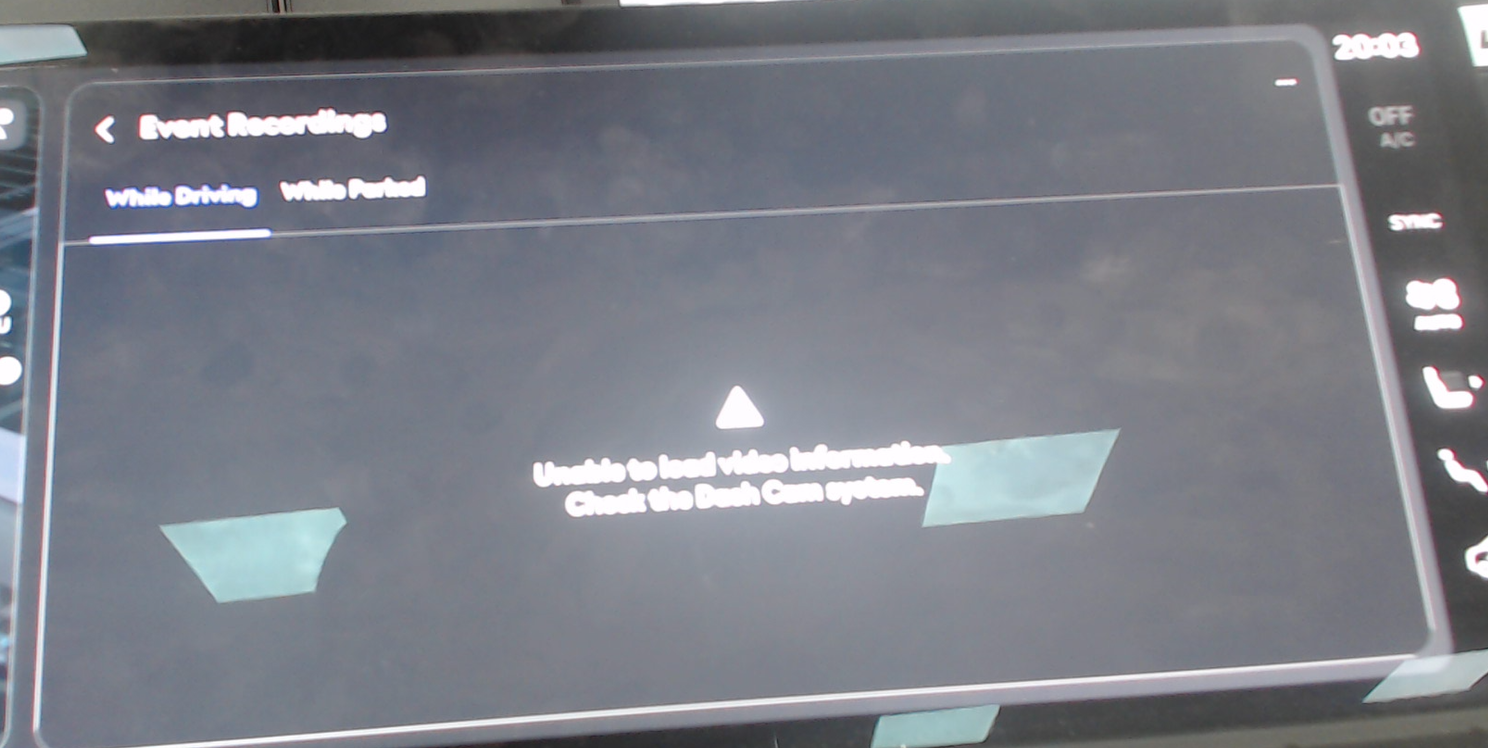 20:03
Event Recordings
OFF
A/C
While Driving While Parked
SYNC
AUTO
Unable to load video information.
Check the Dash Cam system.